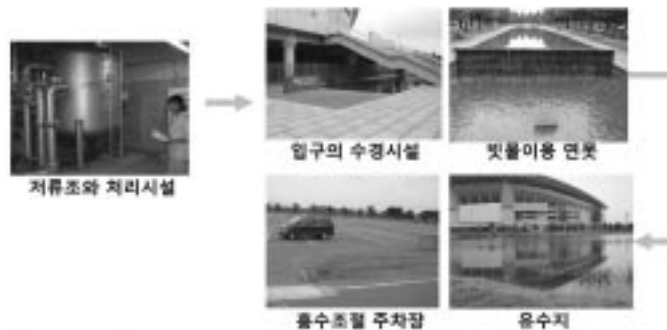 저류조와 처리시설
입구의 수경시설
빗물이용 연못
홍수조절 주차장
유수지